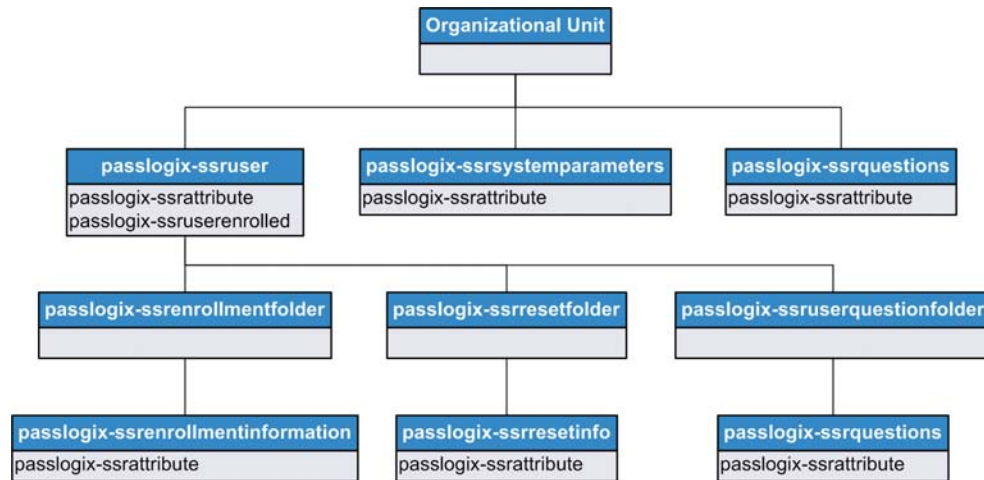 Organizational Unit
passlogix-ssruser
passlogix-ssrattribute
passlogix-ssruserenrolled
passlogix-ssrsystemparameters
passlogix-ssrattribute
passlogix-ssrquestions
passlogix-ssrattribute
passlogix-ssrenrollmentfolder
passlogix-ssrresetfolder
passlogix-ssruserquestionfolder
passlogix-ssrenrollmentinformation
passlogix-ssrattribute
passlogix-ssrresetinfo
passlogix-ssrattribute
passlogix-ssrquestions
passlogix-ssrattribute